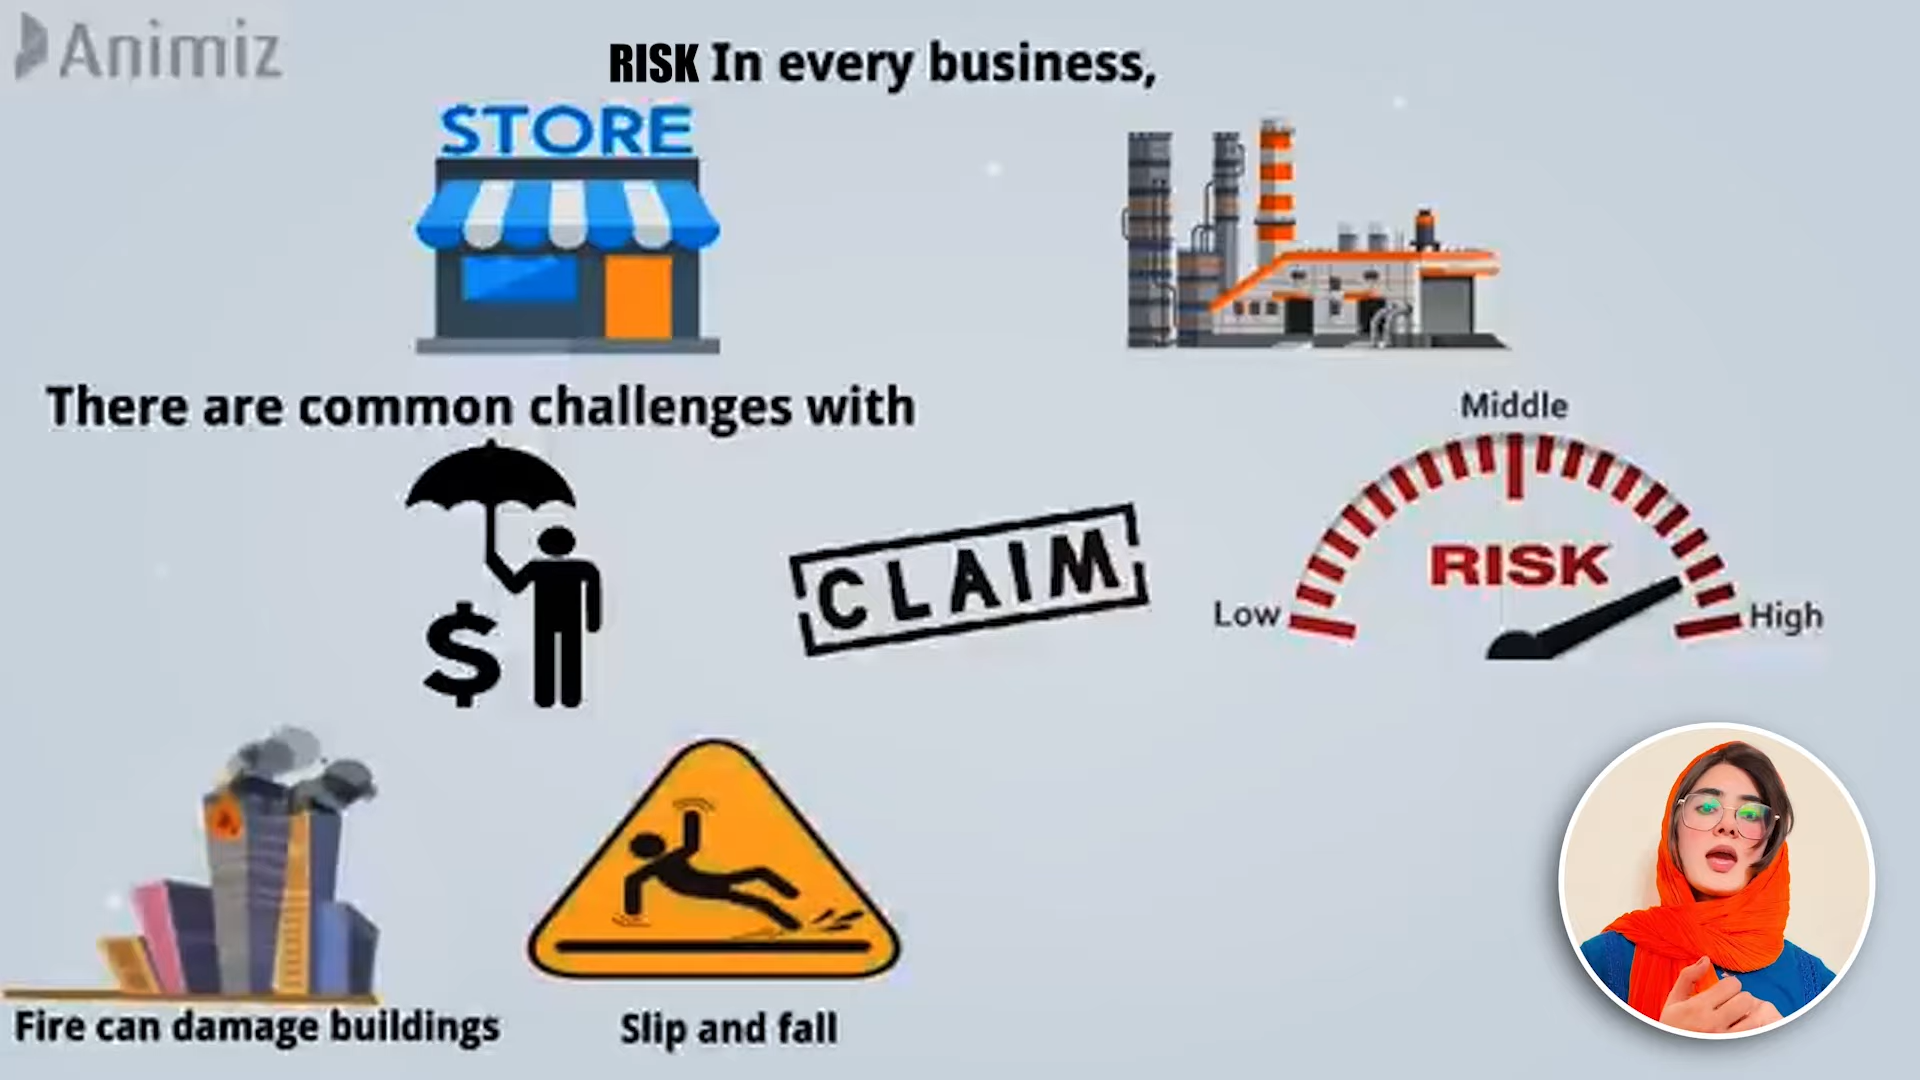 Animiz
RISK In every business,
STORE
There are common challenges with
Middle
CLAIM
RISK
Low
High
$
Fire can damage buildings
Slip and fall